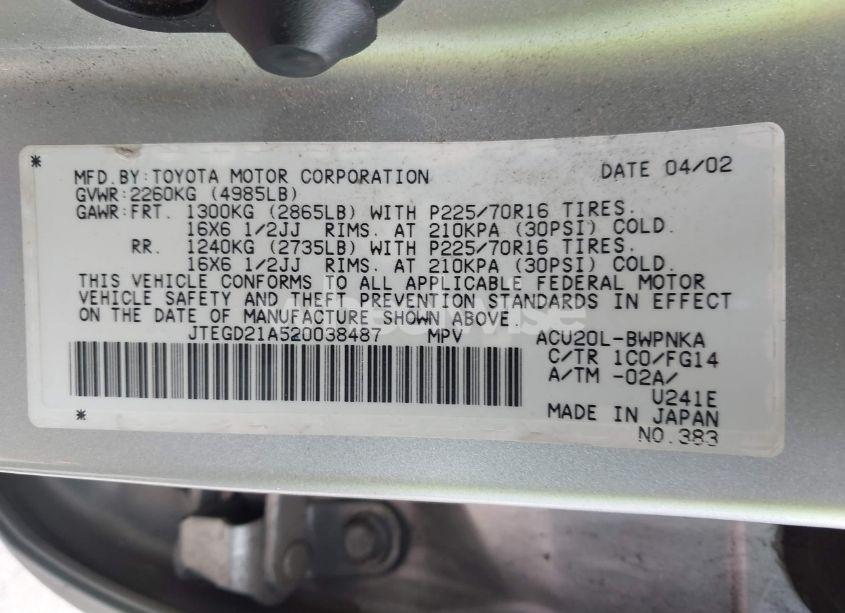 * MFD.BY:TOYOTA MOTOR CORPORATION DATE 04/02
GVWR:2260KG (4985LB)
GAWR:FRT. 1300KG (2865LB) WITH P225/70R16 TIRES.
16X6 1/2JJ RIMS. AT 210KPA (30PSI) COLD.
RR. 1240KG (2735LB) WITH P225/70R16 TIRES.
16X6 1/2JJ RIMS. AT 210KPA (30PSI) COLD.
THIS VEHICLE CONFORMS TO ALL APPLICABLE FEDERAL MOTOR
VEHICLE SAFETY AND THEFT PREVENTION STANDARDS IN EFFECT
ON THE DATE OF MANUFACTURE SHOWN ABOVE.
JTEGD21A520038487 MPV ACU20L-BWPNKA
C/TR 1C0/FG14
A/TM -02A/
U241E
* MADE IN JAPAN
NO.383